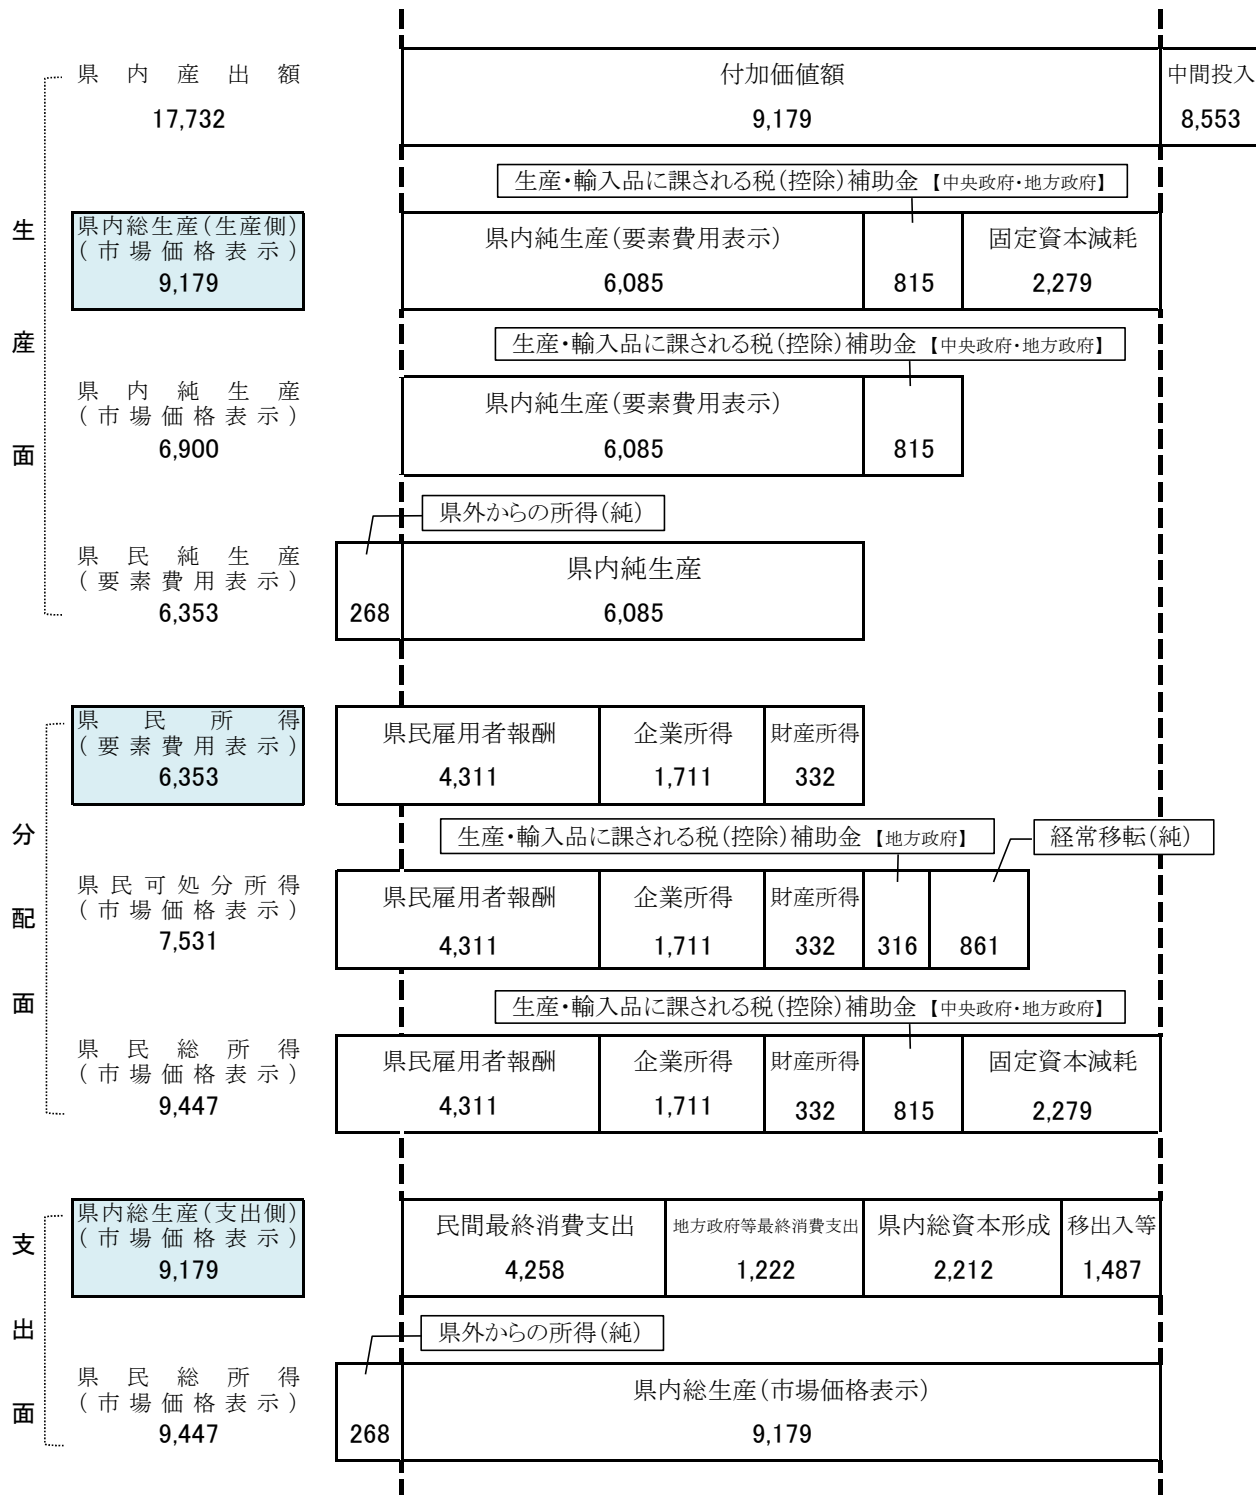 県内産出額
17,732
付加価値額
9,179
中間投入
8,553
生産・輸入品に課される税(控除)補助金【中央政府・地方政府】
生産面
県内総生産(生産側)
(市場価格表示)
9,179
県内純生産(要素費用表示)
6,085
815
固定資本減耗
2,279
生産・輸入品に課される税(控除)補助金【中央政府・地方政府】
県内純生産
(市場価格表示)
6,900
県内純生産(要素費用表示)
6,085
815
県外からの所得(純)
県民純生産
(要素費用表示)
6,353
268
県内純生産
6,085
分配面
県民所得
(要素費用表示)
6,353
県民雇用者報酬
4,311
企業所得
1,711
財産所得
332
生産・輸入品に課される税(控除)補助金【地方政府】
経常移転(純)
県民可処分所得
(市場価格表示)
7,531
県民雇用者報酬
4,311
企業所得
1,711
財産所得
332
316
861
生産・輸入品に課される税(控除)補助金【中央政府・地方政府】
県民総所得
(市場価格表示)
9,447
県民雇用者報酬
4,311
企業所得
1,711
財産所得
332
815
固定資本減耗
2,279
支出面
県内総生産(支出側)
(市場価格表示)
9,179
民間最終消費支出
4,258
地方政府等最終消費支出
1,222
県内総資本形成
2,212
移出入等
1,487
県外からの所得(純)
県民総所得
(市場価格表示)
9,447
268
県内総生産(市場価格表示)
9,179